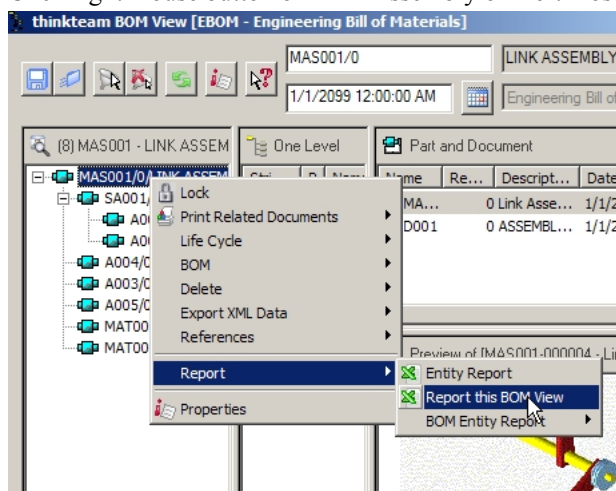 thinkteam BOM View [EBOM - Engineering Bill of Materials]
MAS001/0
LINK ASSEMBLY
1/1/2099 12:00:00 AM
Engineering Bill of
(8) MAS001 - LINK ASSEM
One Level
Part and Document
MAS001/0/LINK ASSEM
Name Re... Descript... Date
SA001/
MA... 0 Link Asse... 1/1/2
D001 0 ASSEMBL... 1/1/2
A004/0
A003/0
A005/0
MAT00
MAT00
Lock
Print Related Documents
Life Cycle
BOM
Delete
Export XML Data
References
Report
Properties
Preview of [MAS001-000004 - Li
Entity Report
Report this BOM View
BOM Entity Report